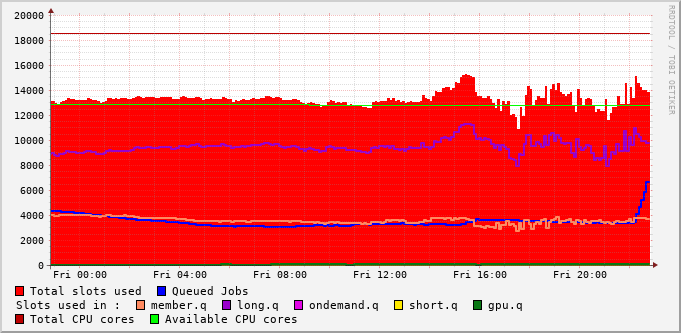 20000
18000
16000
14000
12000
10000
8000
6000
4000
2000
0
Fri 00:00 Fri 04:00 Fri 08:00 Fri 12:00 Fri 16:00 Fri 20:00
Total slots used Queued Jobs
Slots used in : member.q long.q ondemand.q short.q gpu.q
Total CPU cores Available CPU cores
RRDTOOL / TOBI OETIKER